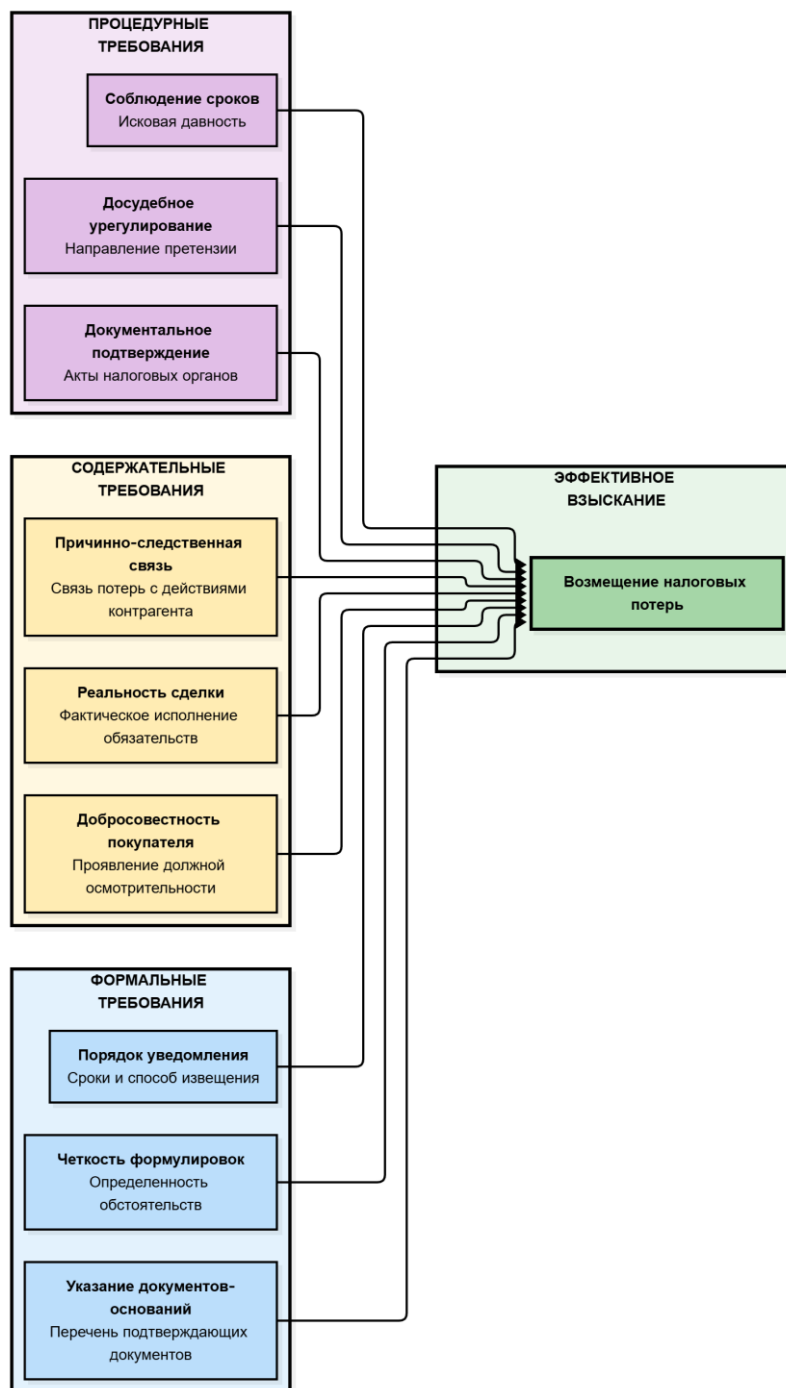 ПРОЦЕДУРНЫЕ
ТРЕБОВАНИЯ
Соблюдение сроков
Исковая давность
Досудебное
урегулирование
Направление претензии
Документальное
подтверждение
Акты налоговых органов
СОДЕРЖАТЕЛЬНЫЕ
ТРЕБОВАНИЯ
Причинно-следственная
связь
Связь потерь с действиями
контрагента
Реальность сделки
Фактическое исполнение
обязательств
Добросовестность
покупателя
Проявление должной
осмотрительности
ФОРМАЛЬНЫЕ
ТРЕБОВАНИЯ
Порядок уведомления
Сроки и способ извещения
Четкость формулировок
Определенность
обстоятельств
Указание документов-
оснований
Перечень подтверждающих
документов
ЭФФЕКТИВНОЕ
ВЗЫСКАНИЕ
Возмещение налоговых
потерь